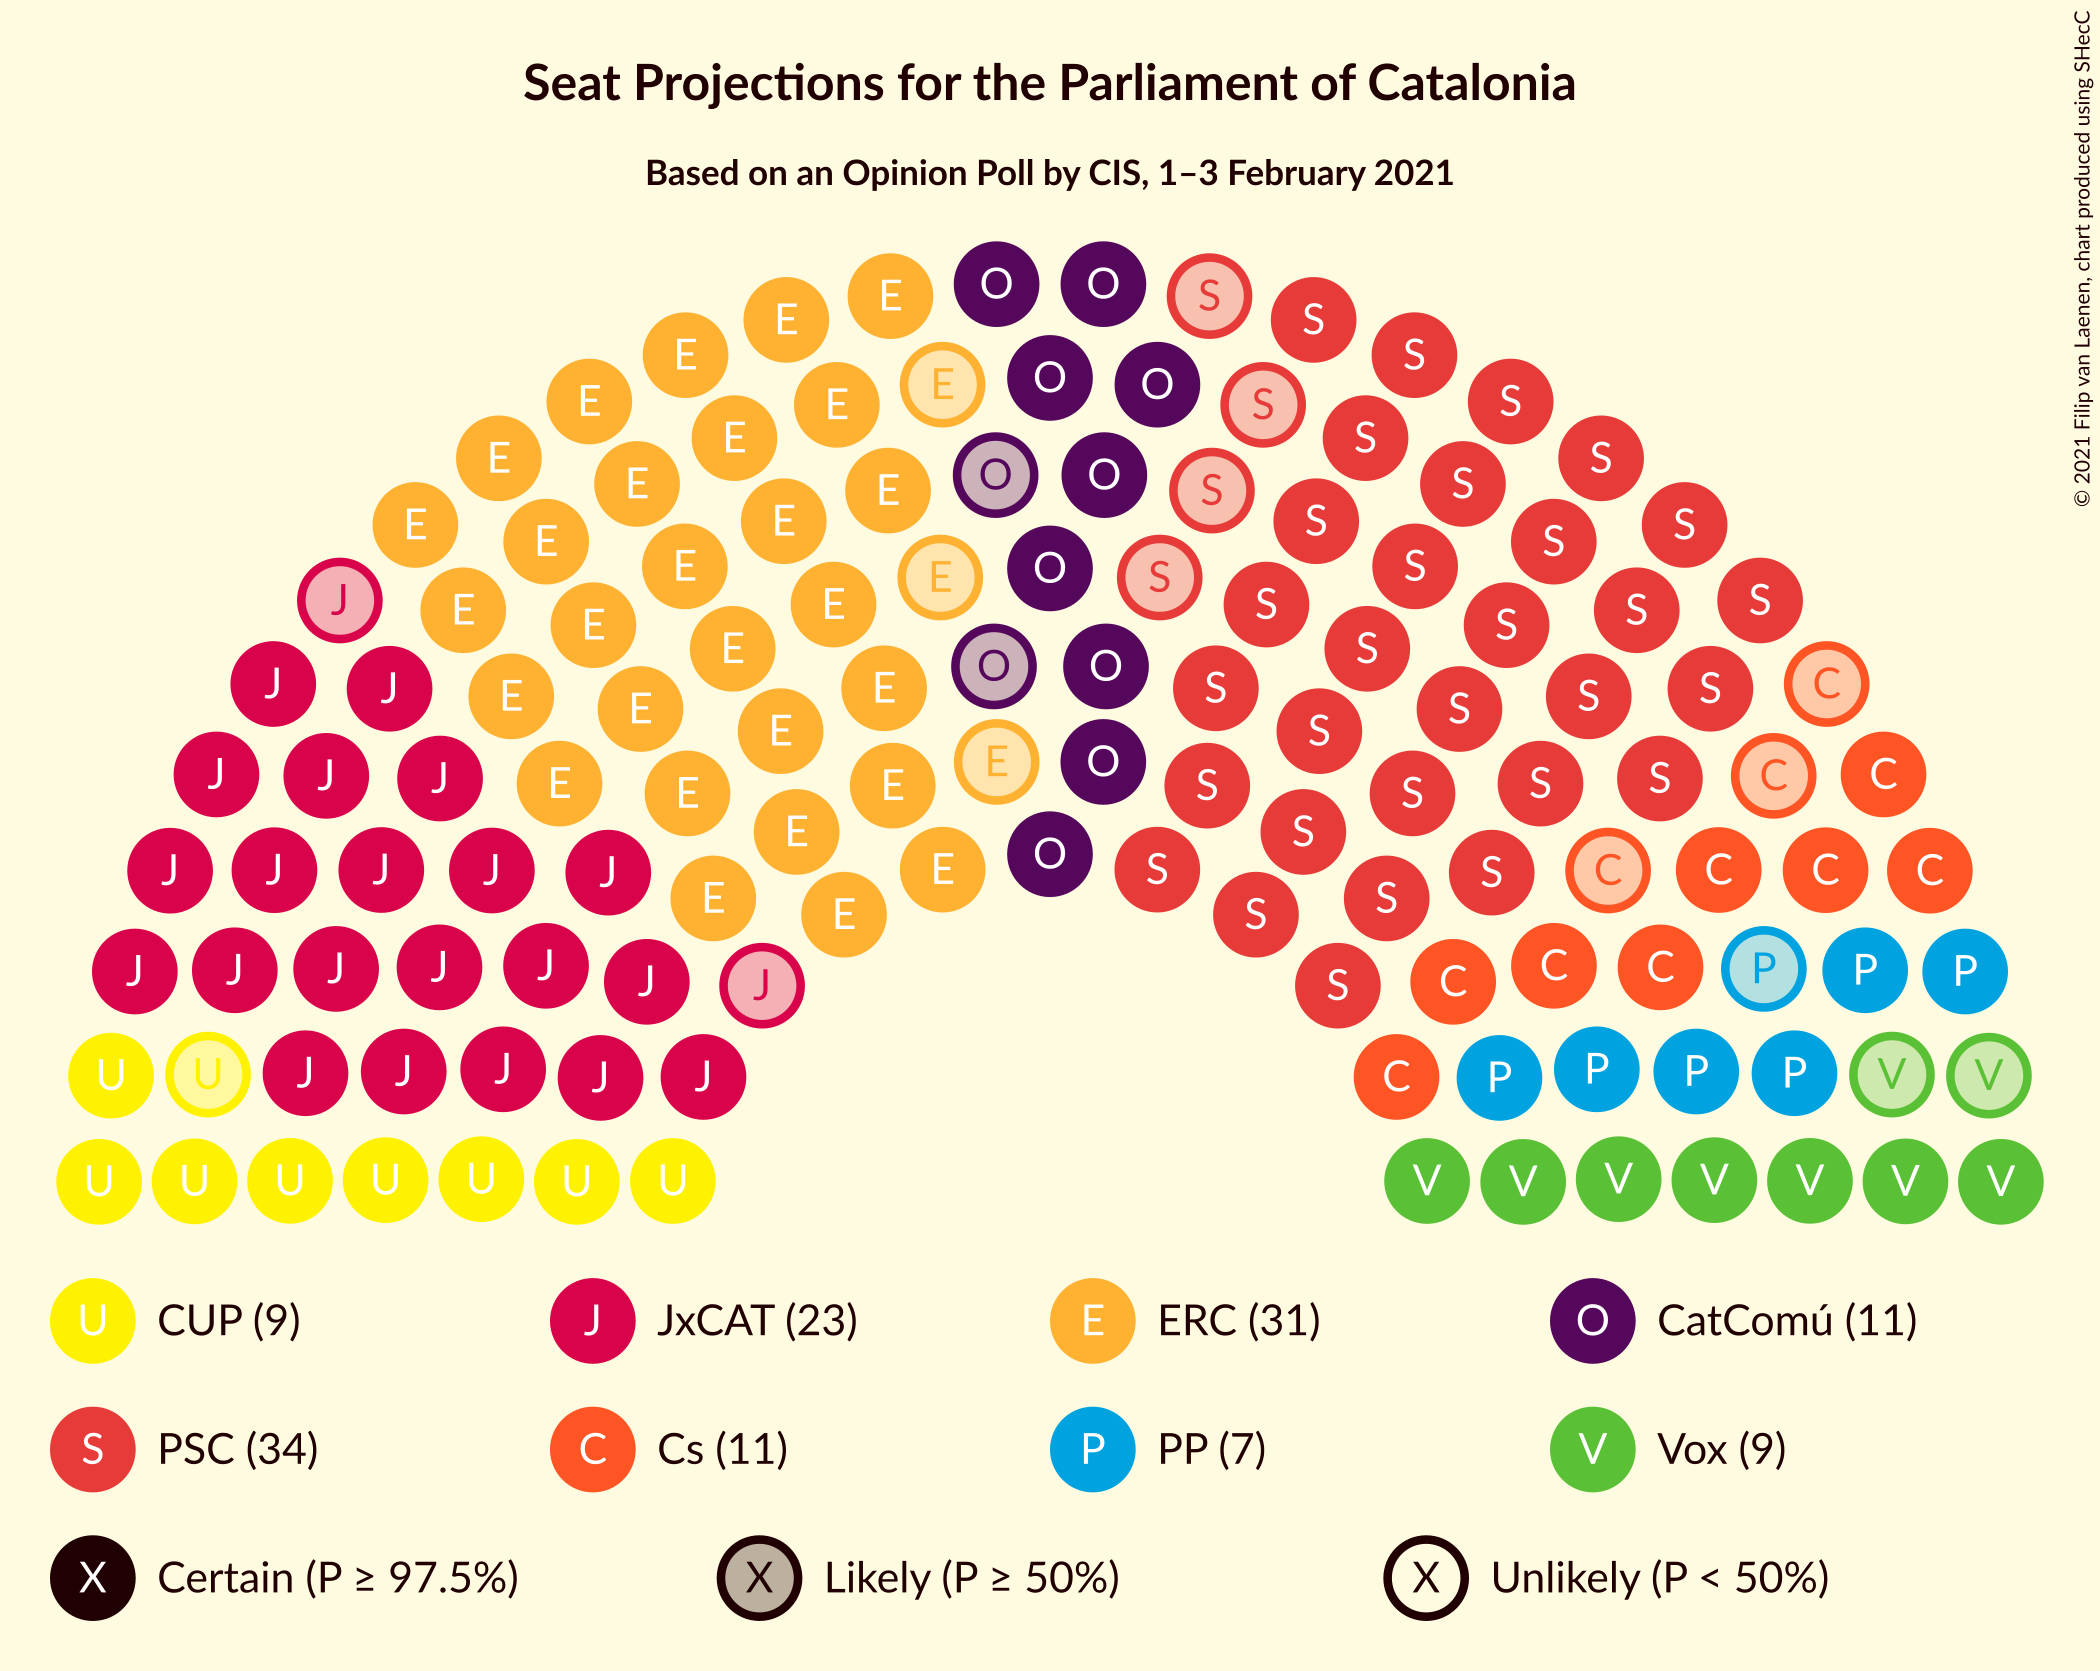 Seat Projections for the Parliament of Catalonia
Based on an Opinion Poll by CIS, 1–3 February 2021
© 2021 Filip van Laenen, chart produced using SHecC
O O
E S
E S
E S
O O
E S
E O S
E S
E S
O O
E S
E S
E S
E S
E O S
E S
J S
E S
E S
E S
O O
E S
J C
J S
E S
E S
E S
E O
J C
J C
J S
E S
E S
E S
E S
O
E S
J C
J C
J C
J C
J S
E S
E S
J C
J C
J P
J P
J P
J C
J S
J P
J P
J P
U V
U V
J P
J C
U U U U U U U V V V V V V V
U CUP (9) J JxCAT (23) E ERC (31) O CatComú (11)
S PSC (34) C Cs (11) P PP (7) V Vox (9)
X Certain (P ≥ 97.5%) X Likely (P ≥ 50%) X Unlikely (P < 50%)